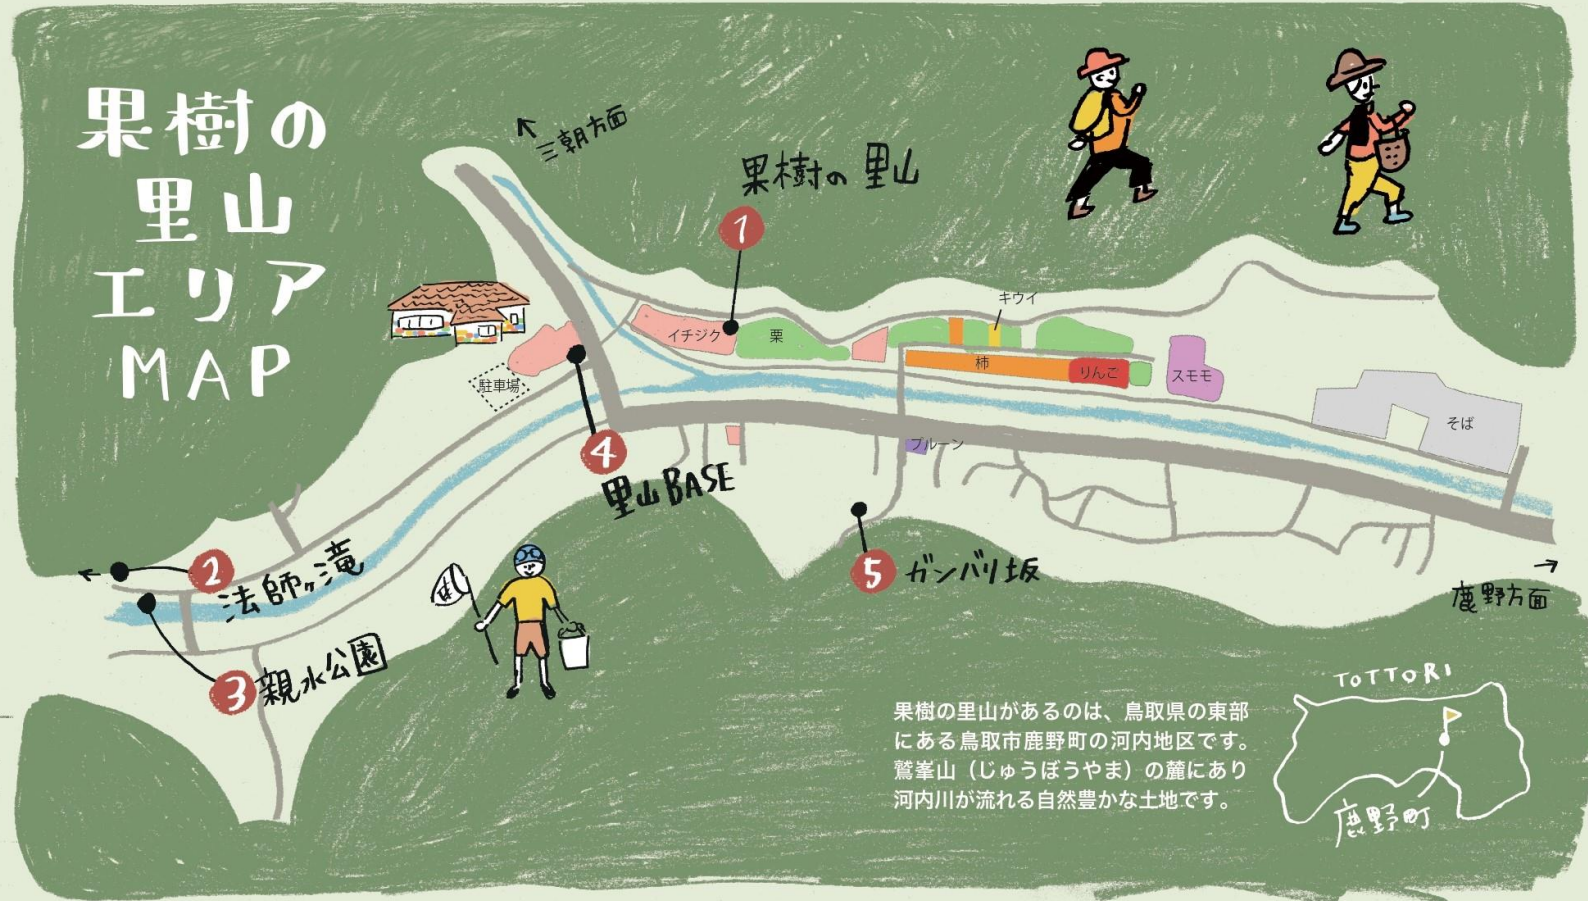 果樹の
里山
エリア
MAP
三朝方面
果樹の里山
1
キウイ
イチジク
栗
柿
りんご
スモモ
そば
駐車場
プルーン
4
里山BASE
2
法師ヶ滝
3
親水公園
5
ガンバリ坂
鹿野方面
果樹の里山があるのは、鳥取県の東部
にある鳥取市鹿野町の河内地区です。
鷲峯山（じゅうぼうやま）の麓にあり
河内川が流れる自然豊かな土地です。
TOTTORI
鹿野町